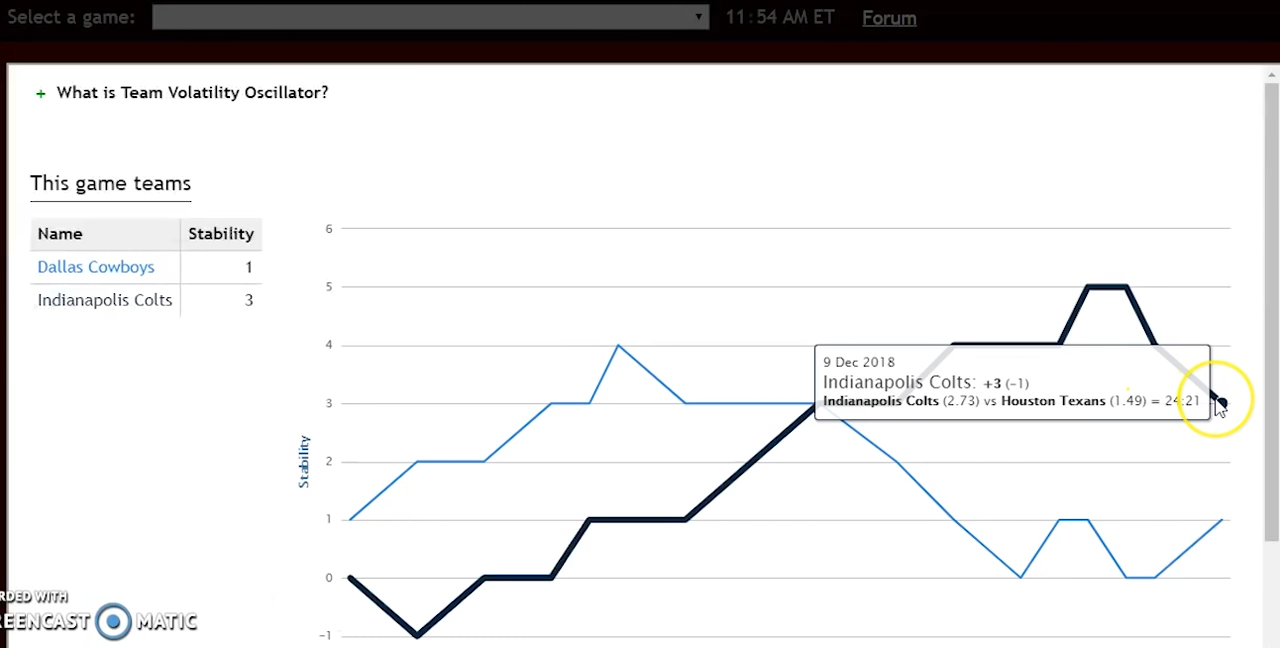 Select a game:
11:54 AM ET Forum
+ What is Team Volatility Oscillator?
This game teams
Name Stability
Dallas Cowboys 1
Indianapolis Colts 3
Stability
6
5
4
3
2
1
0
-1
9 Dec 2018
Indianapolis Colts: +3 (-1)
Indianapolis Colts (2.73) vs Houston Texans (1.49) = 24:21
RDED WITH
REENCAST MATIC